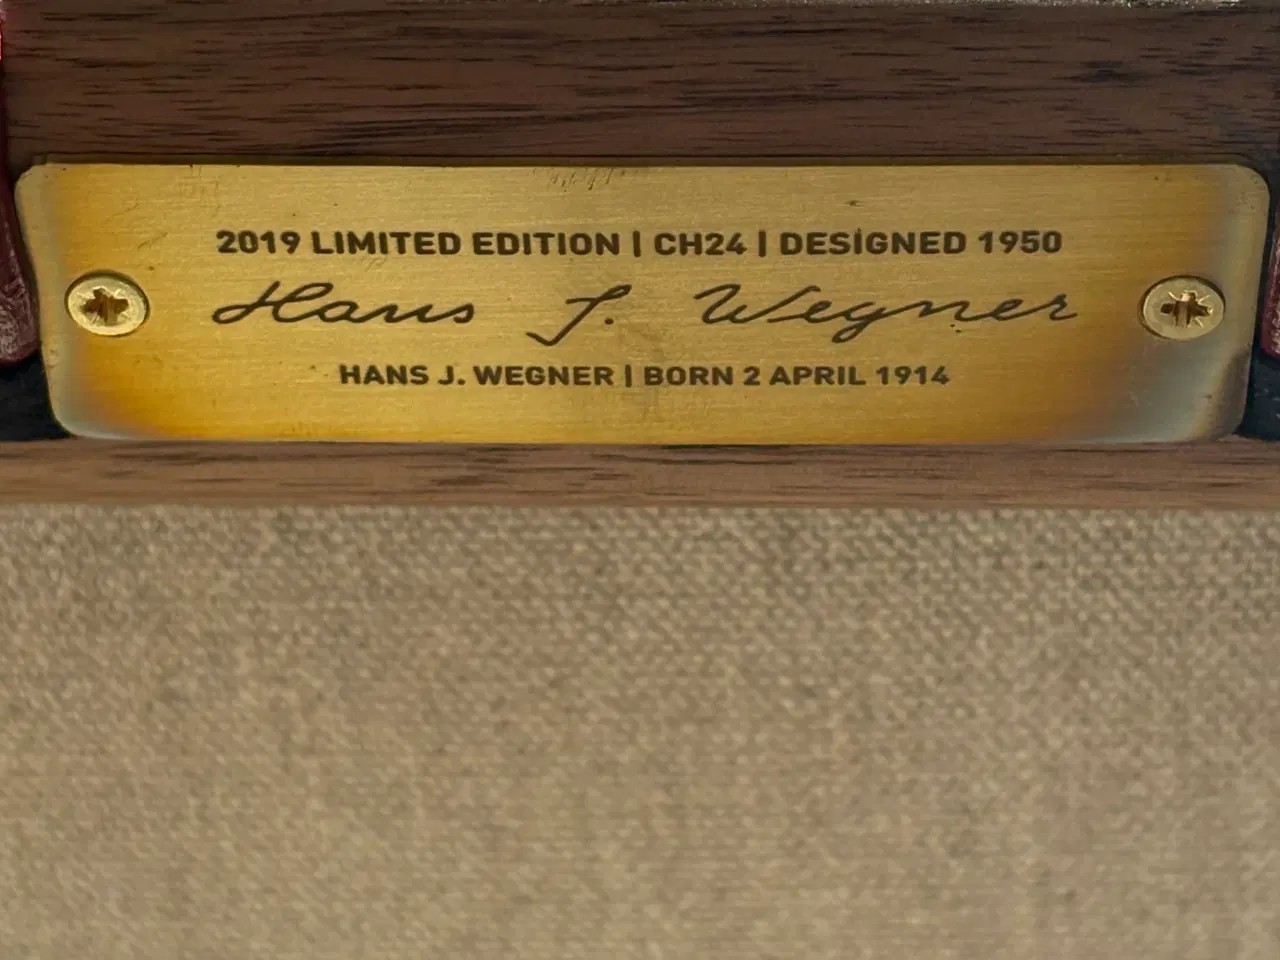 2019 LIMITED EDITION | CH24 | DESIGNED 1950
Hans J. Wegner
HANS J. WEGNER | BORN 2 APRIL 1914